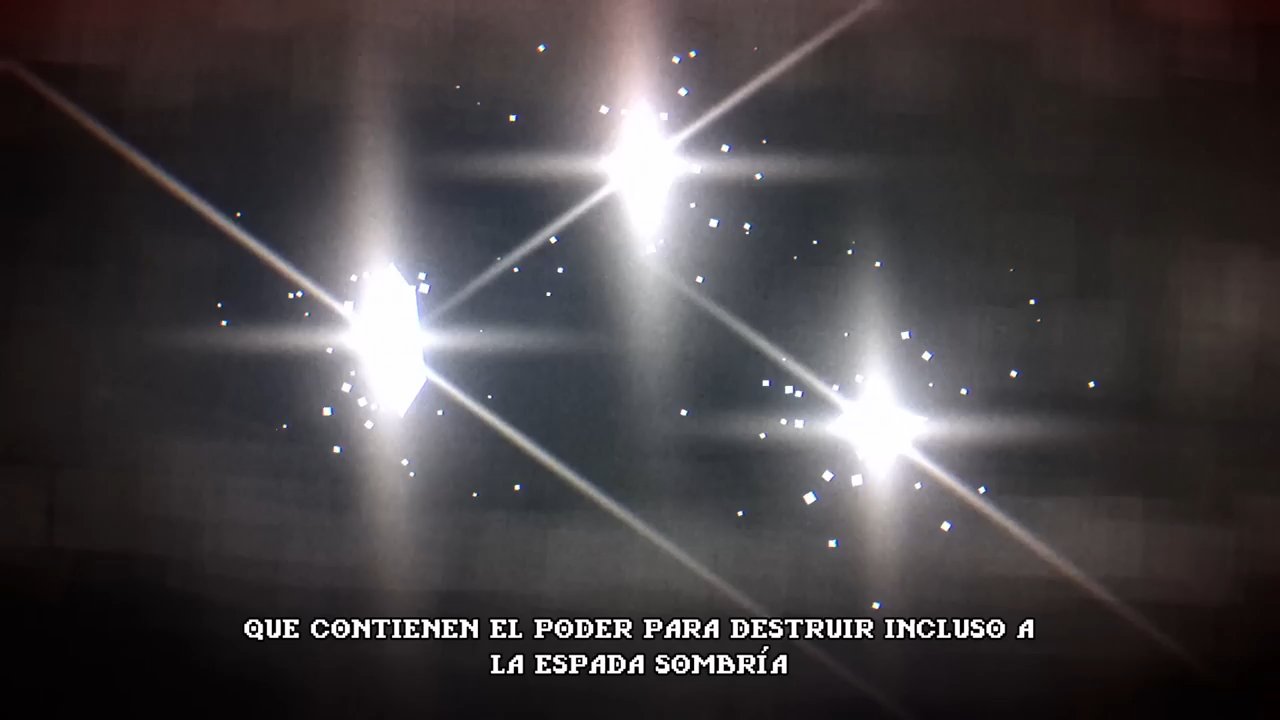 QUE CONTIENEN EL PODER PARA DESTRUIR INCLUSO A
LA ESPADA SOMBRÍA